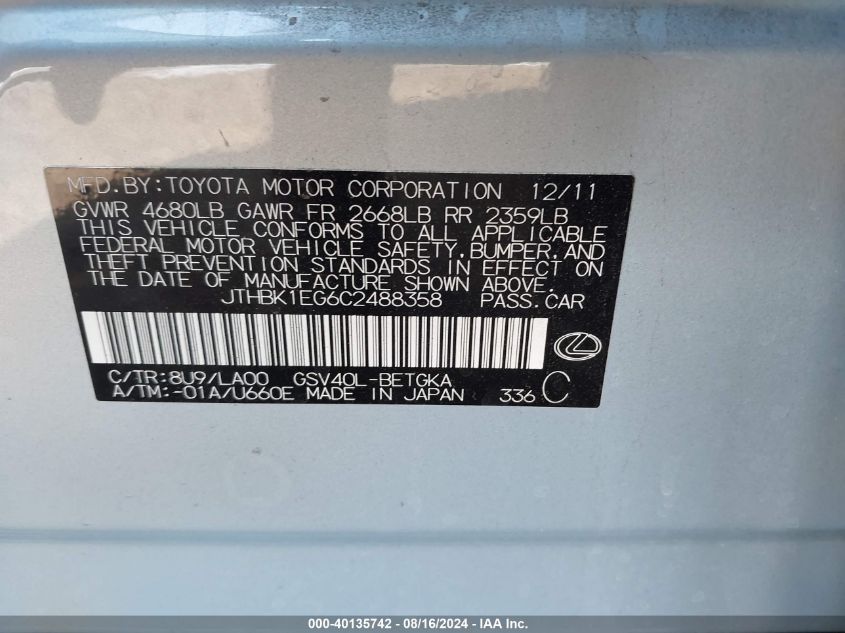 MFD.BY:TOYOTA MOTOR CORPORATION 12/11
GVWR 4680LB GAWR FR 2668LB RR 2359LB
THIS VEHICLE CONFORMS TO ALL APPLICABLE
FEDERAL MOTOR VEHICLE SAFETY,BUMPER,AND
THEFT PREVENTION STANDARDS IN EFFECT ON
THE DATE OF MANUFACTURE SHOWN ABOVE.
JTHBK1EG6C2488358 PASS.CAR
C/TR:8U9/LA00 GSV40L-BETGKA
A/TM:-01A/U660E MADE IN JAPAN 336 C
000-40135742 - 08/16/2024 - IAA Inc.